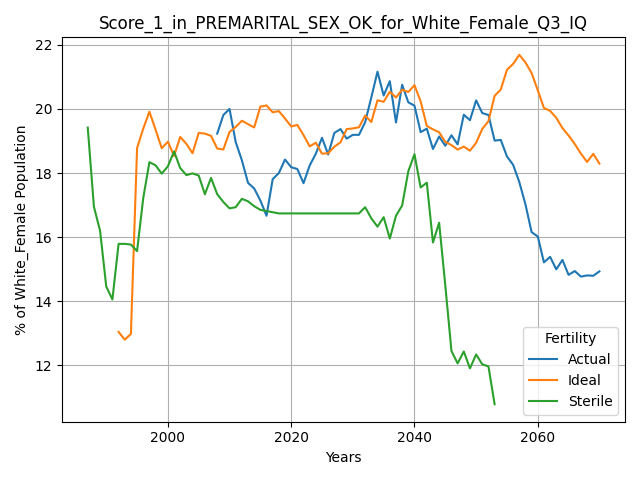 Score_1_in_PREMARITAL_SEX_OK_for_White_Female_Q3_IQ
% of White_Female Population
22
20
18
16
14
12
2000
2020
2040
2060
Years
Fertility
Actual
Ideal
Sterile